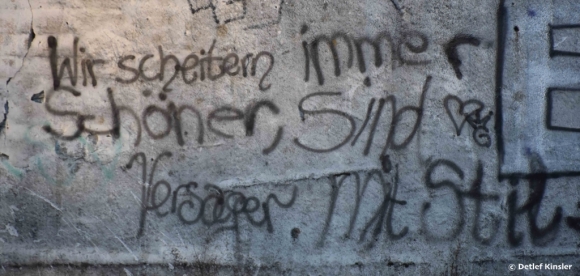 Wir scheitern immer
Schöner, Sind
Versager. Mit Stil
© Detlef Kinsler